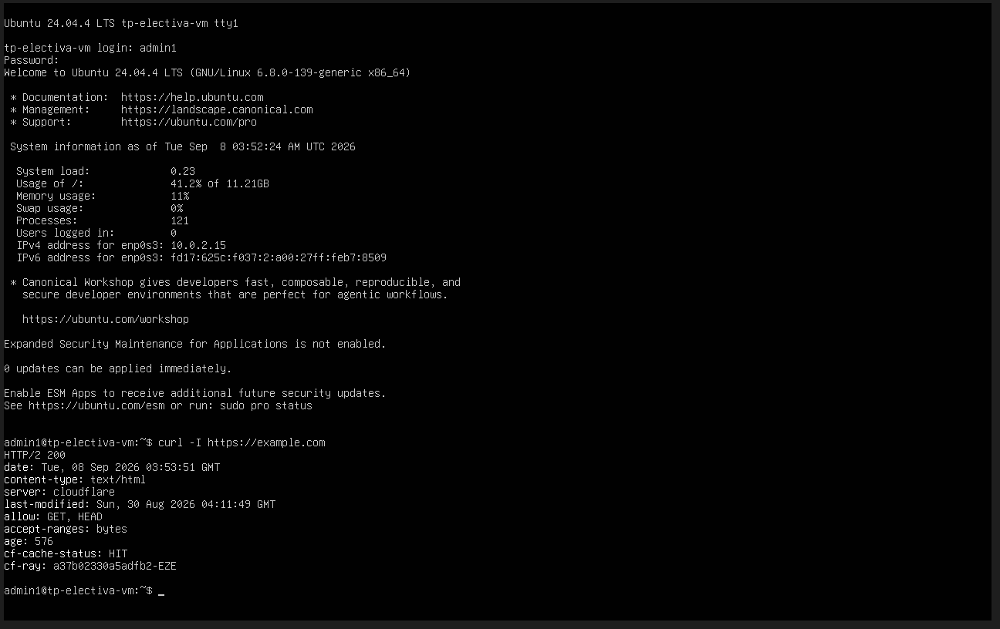 Ubuntu 24.04.4 LTS tp-electiva-vm tty1
tp-electiva-vm login: admin1
Password:
Welcome to Ubuntu 24.04.4 LTS (GNU/Linux 6.8.0-139-generic x86_64)
* Documentation:  https://help.ubuntu.com
* Management:     https://landscape.canonical.com
* Support:        https://ubuntu.com/pro
System information as of Tue Sep  8 03:52:24 AM UTC 2026
System load:             0.23
Usage of /:              41.2% of 11.21GB
Memory usage:            11%
Swap usage:              0%
Processes:               121
Users logged in:         0
IPv4 address for enp0s3: 10.0.2.15
IPv6 address for enp0s3: fd17:625c:f037:2:a00:27ff:feb7:8509
* Canonical Workshop gives developers fast, composable, reproducible, and
secure developer environments that are perfect for agentic workflows.
https://ubuntu.com/workshop
Expanded Security Maintenance for Applications is not enabled.
0 updates can be applied immediately.
Enable ESM Apps to receive additional future security updates.
See https://ubuntu.com/esm or run: sudo pro status
admin1@tp-electiva-vm:~$ curl -I https://example.com
HTTP/2 200
date: Tue, 08 Sep 2026 03:53:51 GMT
content-type: text/html
server: cloudflare
last-modified: Sun, 30 Aug 2026 04:11:49 GMT
allow: GET, HEAD
accept-ranges: bytes
age: 576
cf-cache-status: HIT
cf-ray: a37b02330a5adfb2-EZE
admin1@tp-electiva-vm:~$ _